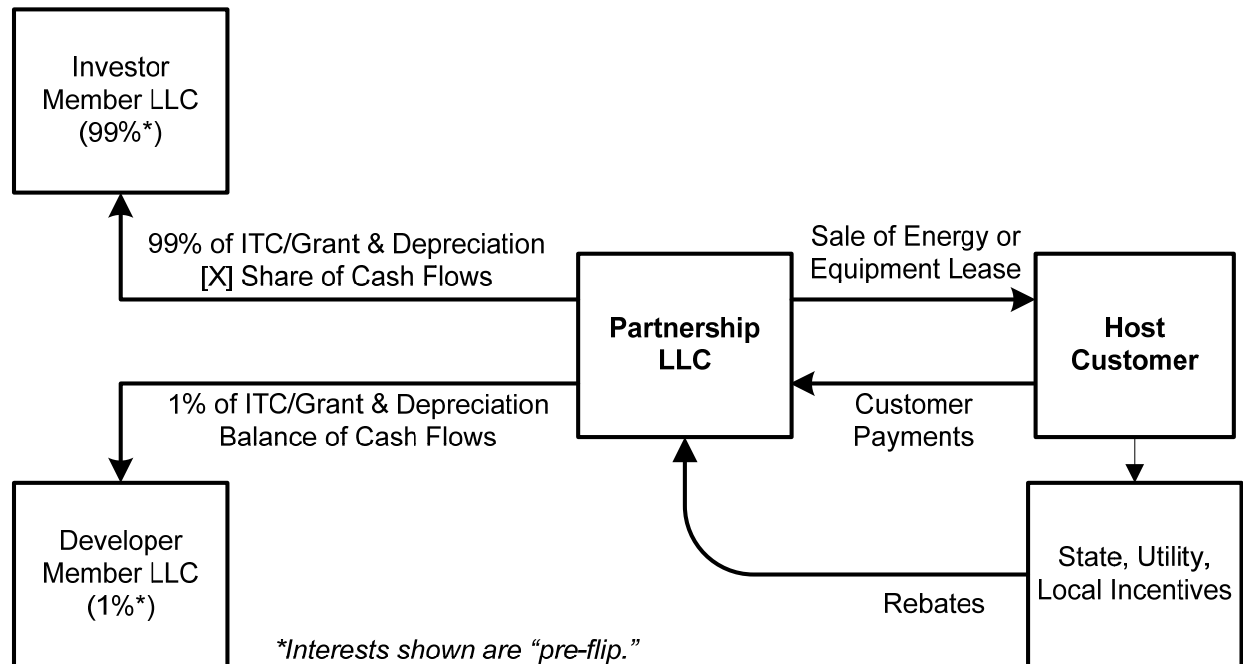 Investor
Member LLC
(99%*)
99% of ITC/Grant & Depreciation
[X] Share of Cash Flows
Sale of Energy or
Equipment Lease
Partnership
LLC
Host
Customer
1% of ITC/Grant & Depreciation
Balance of Cash Flows
Customer
Payments
Developer
Member LLC
(1%*)
State, Utility,
Local Incentives
Rebates
*Interests shown are “pre-flip.”